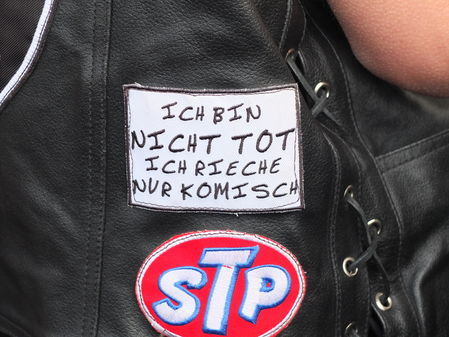 ICH BIN
NICHT TOT
ICH RIECHE
NUR KOMISCH
STP